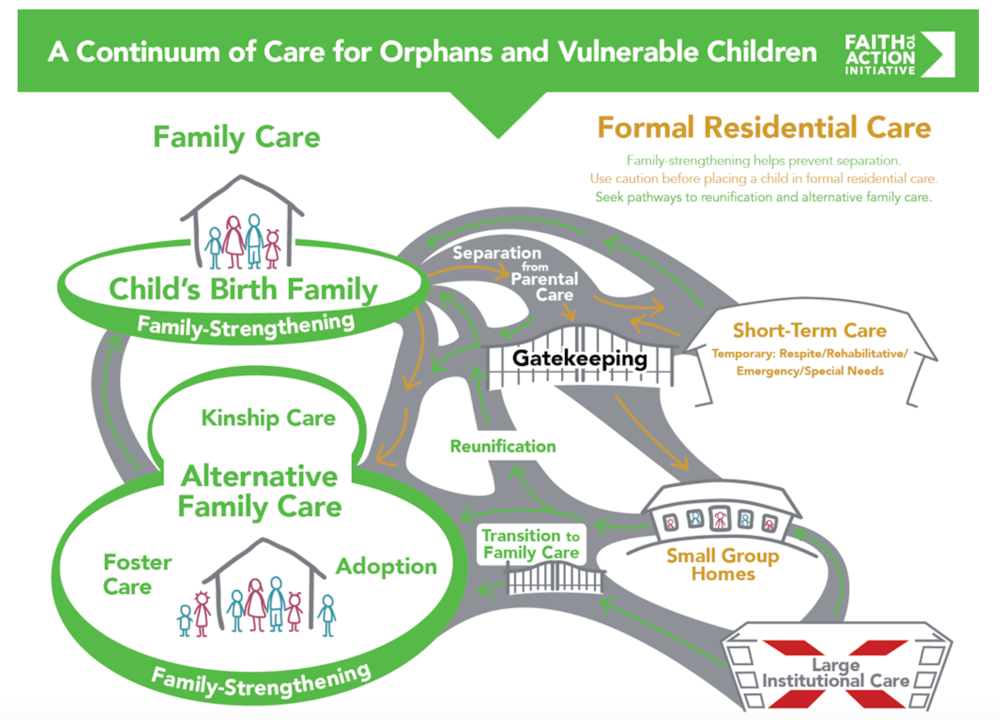 A Continuum of Care for Orphans and Vulnerable Children
FAITH TO
ACTION
INITIATIVE
Family Care
Formal Residential Care
Family-strengthening helps prevent separation.
Use caution before placing a child in formal residential care.
Seek pathways to reunification and alternative family care.
Separation
from
Parental
Care
Child's Birth Family
Family-Strengthening
Gatekeeping
Short-Term Care
Temporary: Respite/Rehabilitative/
Emergency/Special Needs
Kinship Care
Reunification
Alternative
Family Care
Transition to
Family Care
Small Group
Homes
Foster
Care
Adoption
Large
Institutional Care
Family-Strengthening